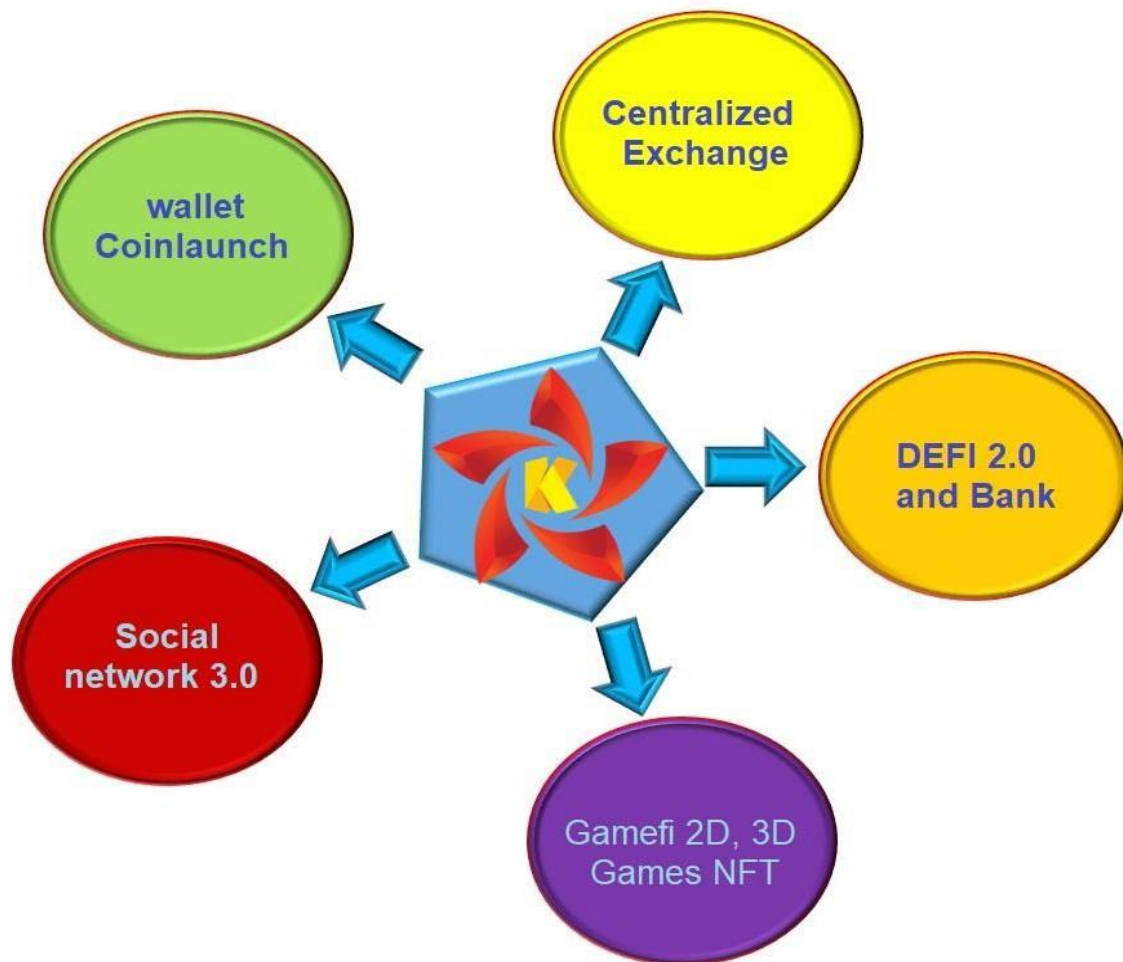 Centralized
Exchange
wallet
Coinlaunch
DEFI 2.0
and Bank
K
Social
network 3.0
Gamefi 2D, 3D
Games NFT